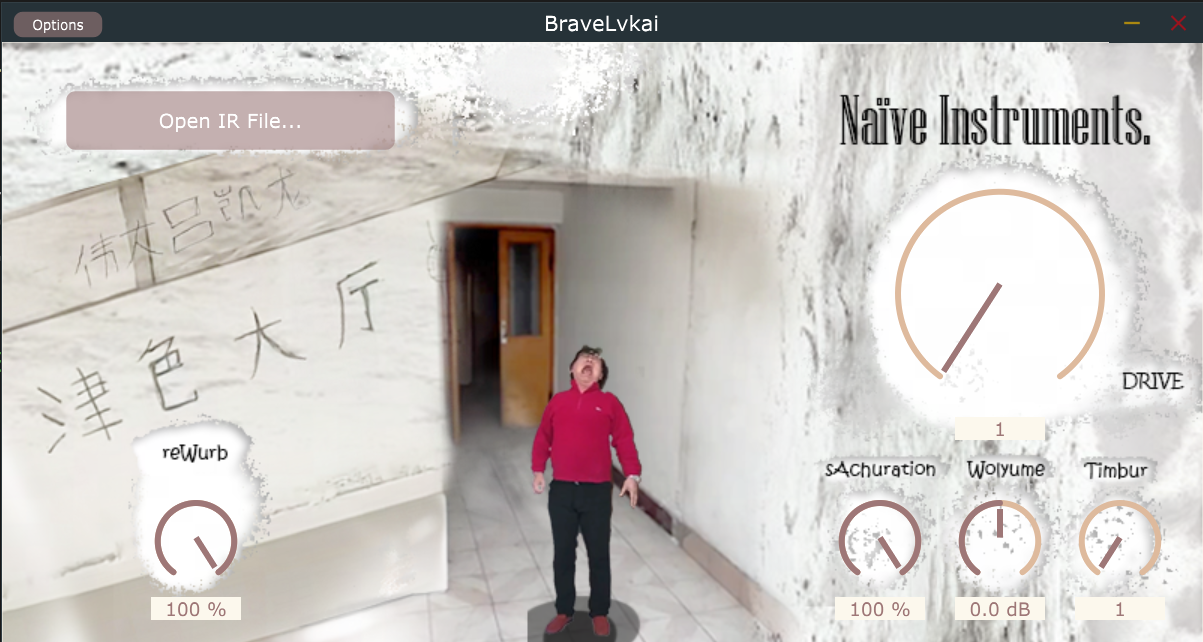 Options
BraveLvkai
Open IR File...
Naïve Instruments.
伟大吕凯龙
津色大厅
DRIVE
1
reWurb
sAchuration
Wolyume
Timbur
100 %
100 %
0.0 dB
1